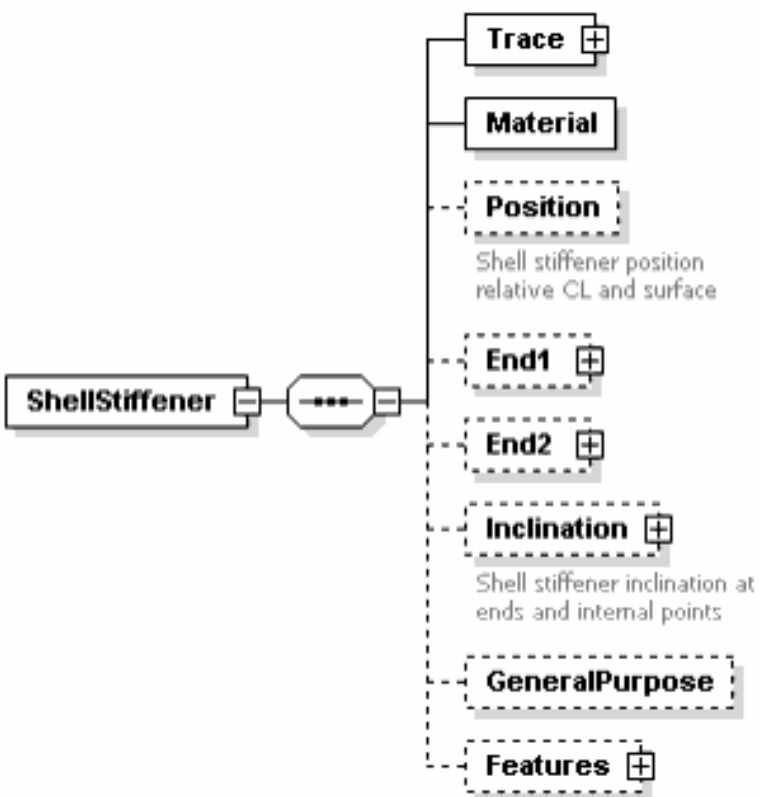 Trace
Material
Position
Shell stiffener position
relative CL and surface
End1
ShellStiffener
End2
Inclination
Shell stiffener inclination at
ends and internal points
GeneralPurpose
Features